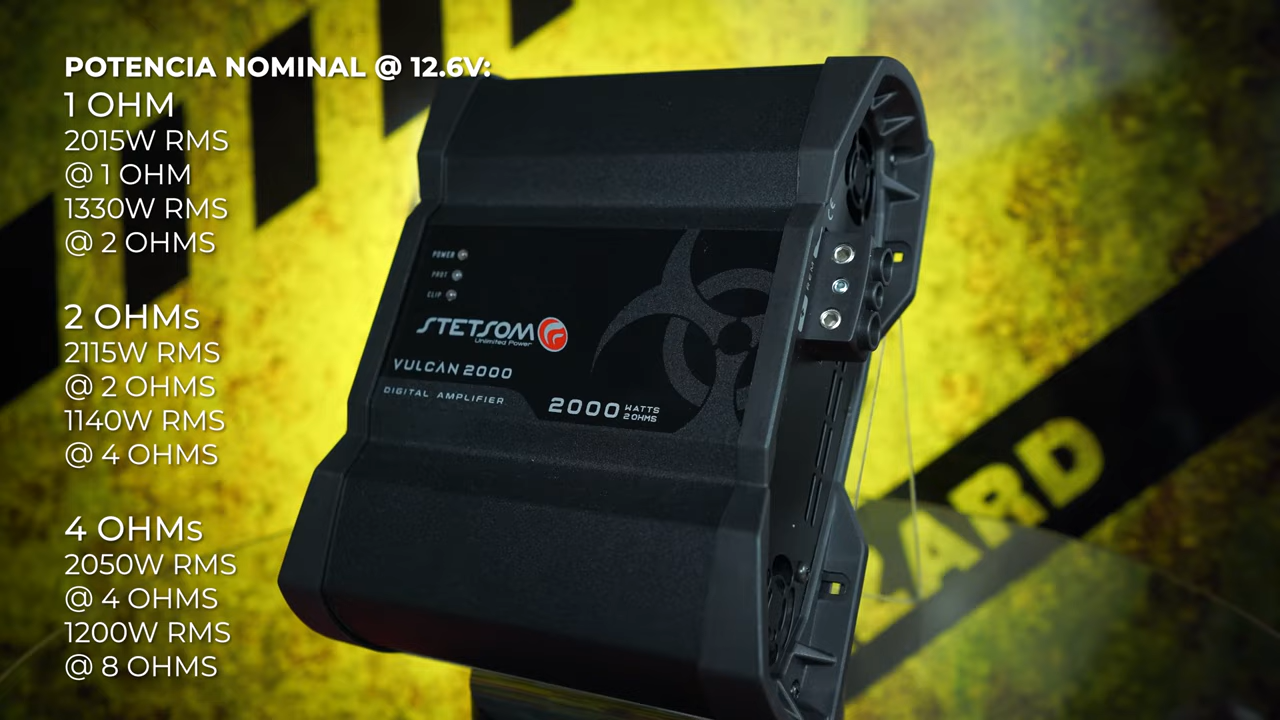 POTENCIA NOMINAL @ 12.6V:
1 OHM
2015W RMS
@ 1 OHM
1330W RMS
@ 2 OHMS
2 OHMs
2115W RMS
@ 2 OHMS
1140W RMS
@ 4 OHMS
4 OHMs
2050W RMS
@ 4 OHMS
1200W RMS
@ 8 OHMS
POWER
PROT
CLIP
STETSOM
Unlimited Power
VULCAN 2000
DIGITAL AMPLIFIER
2000 WATTS
2 OHMS
CE
REM
ARD